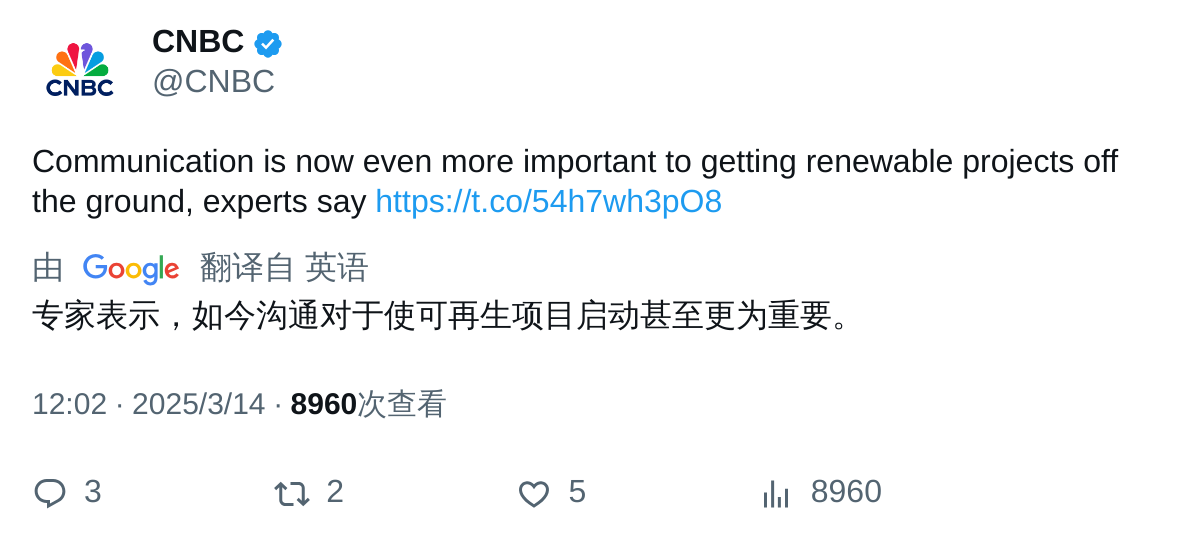 CNBC
CNBC
@CNBC
Communication is now even more important to getting renewable projects off
the ground, experts say https://t.co/54h7wh3pO8
由 Google 翻译自 英语
专家表示，如今沟通对于使可再生项目启动甚至更为重要。
12:02 · 2025/3/14 · 8960次查看
3 2 5 8960